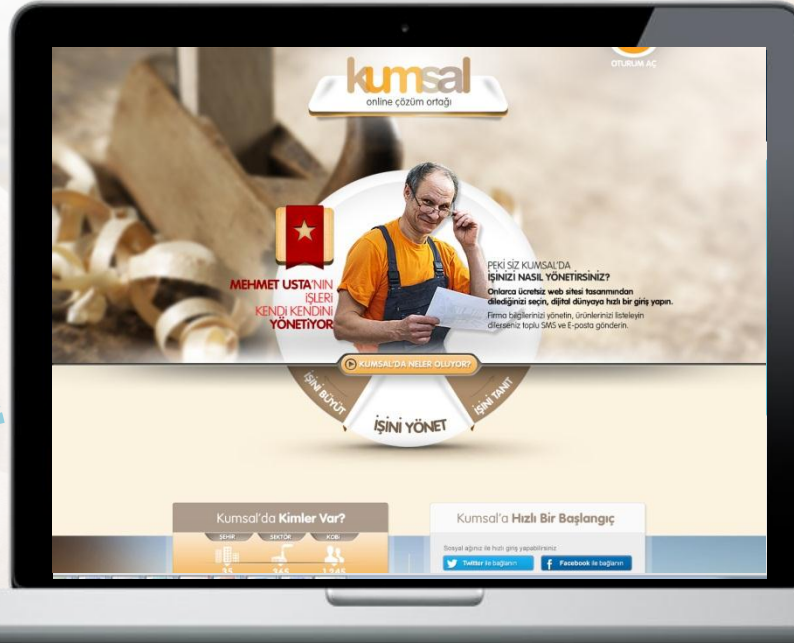 OTURUM AÇ
kumsal
online çözüm ortağı
MEHMET USTA'NIN
İŞLERİ
KENDİ KENDİNİ
YÖNETİYOR
PEKİ SİZ KUMSAL'DA
İŞİNİZİ NASIL YÖNETİRSİNİZ?
Onlarca ücretsiz web sitesi tasarımından
dilediğinizi seçin, dijital dünyaya hızlı bir giriş yapın.
Firma bilgilerinizi yönetin, ürünlerinizi listeleyin
dilerseniz toplu SMS ve E-posta gönderin.
KUMSAL'DA NELER OLUYOR?
İŞİNİ BÜYÜT
İŞİNİ YÖNET
İŞİNİ TANIT
Kumsal'da Kimler Var?
ŞEHİR SEKTÖR KOBİ
33 365 1.245
Kumsal'a Hızlı Bir Başlangıç
Sosyal ağınız ile hızlı giriş yapabilirsiniz
Twitter ile bağlanın Facebook ile bağlanın